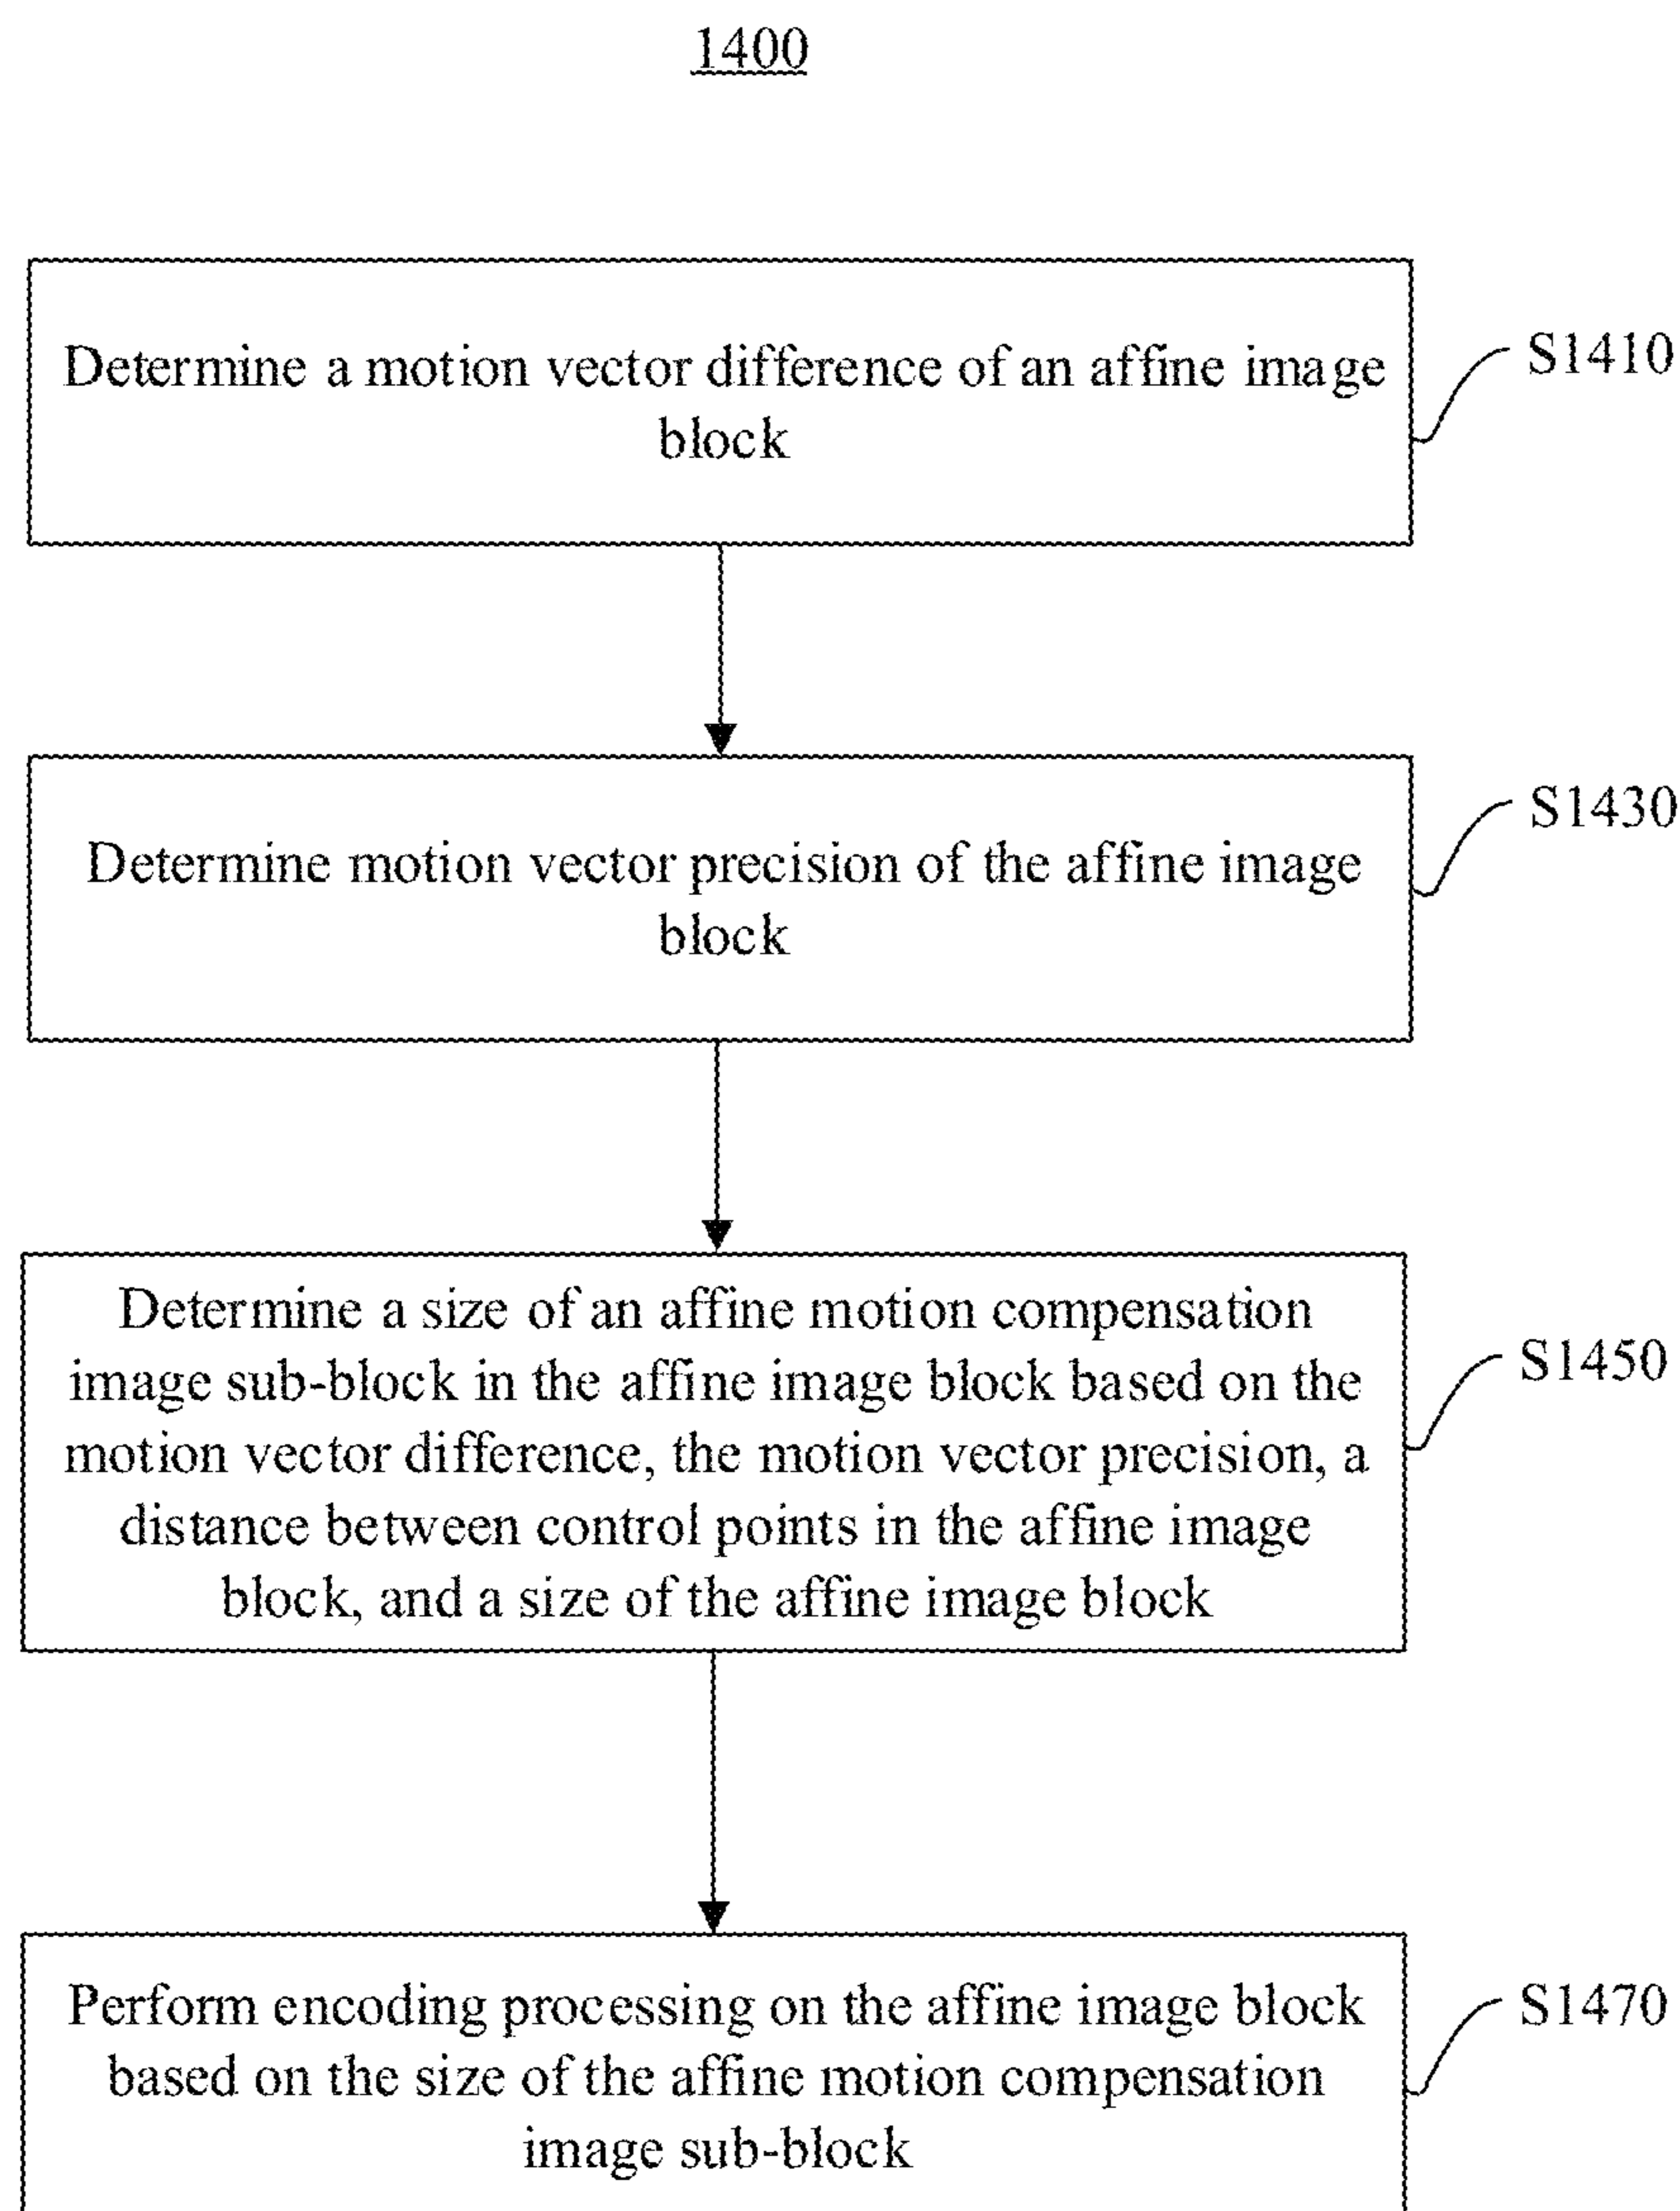 1400
Determine a motion vector difference of an affine image
block
S1410
Determine motion vector precision of the affine image
block
S1430
Determine a size of an affine motion compensation
image sub-block in the affine image block based on the
motion vector difference, the motion vector precision, a
distance between control points in the affine image
block, and a size of the affine image block
S1450
Perform encoding processing on the affine image block
based on the size of the affine motion compensation
image sub-block
S1470